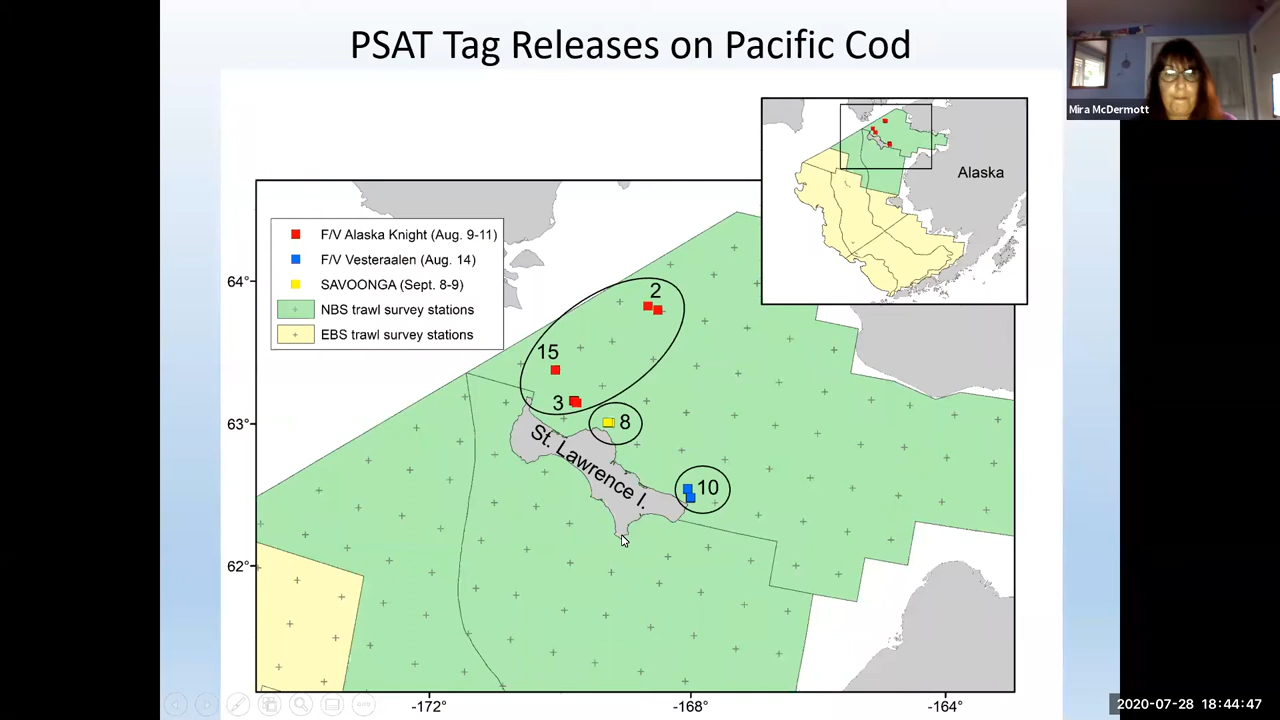 PSAT Tag Releases on Pacific Cod
Mira McDermott
Alaska
F/V Alaska Knight (Aug. 9-11)
F/V Vesteraalen (Aug. 14)
SAVOONGA (Sept. 8-9)
NBS trawl survey stations
EBS trawl survey stations
64°
2
15
3
8
63°
St. Lawrence I.
10
62°
-172°
-168°
-164°
2020-07-28 18:44:47